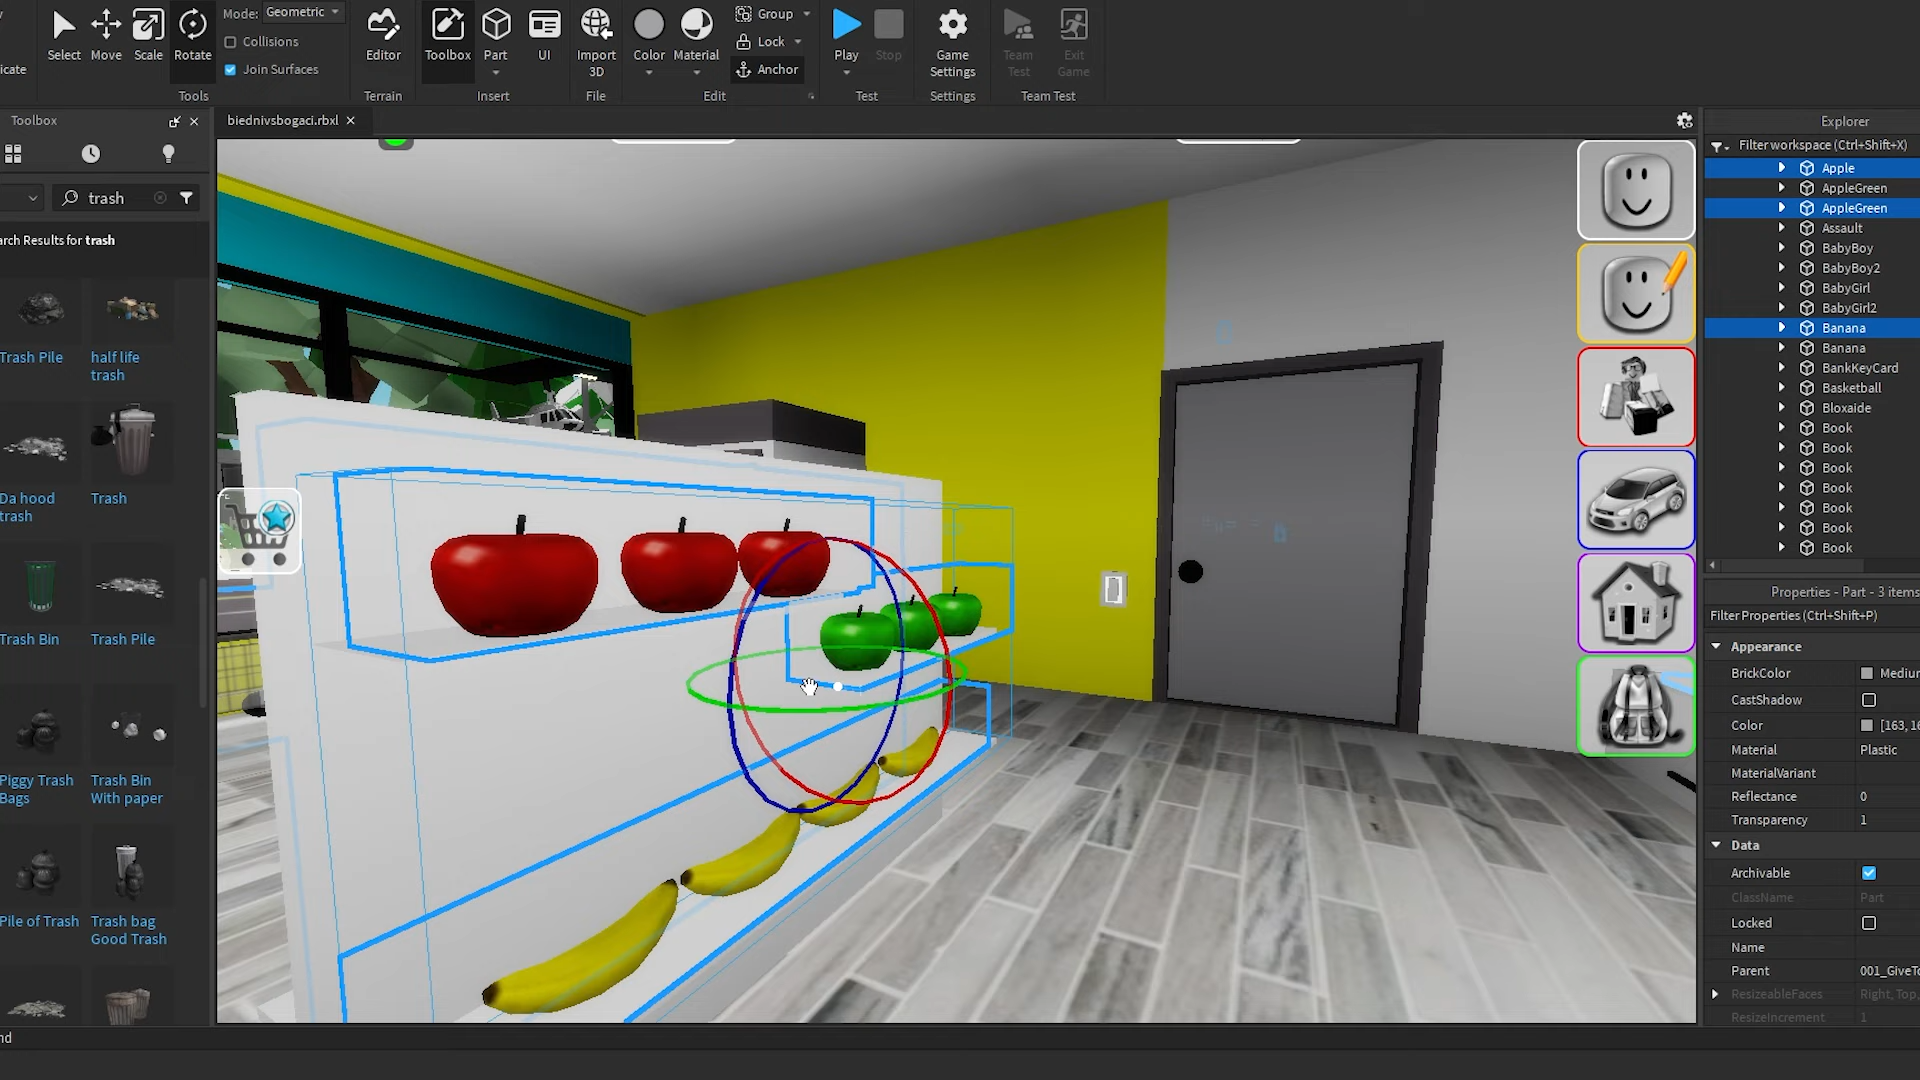 icate
Select
Move
Scale
Rotate
Mode: Geometric
Collisions
Join Surfaces
Tools
Editor
Terrain
Toolbox
Part
UI
Insert
Import
3D
File
Color
Material
Group
Lock
Anchor
Edit
Play
Stop
Test
Game
Settings
Settings
Team
Test
Exit
Game
Team Test
Toolbox
biednivsbogaci.rbxl
trash
arch Results for trash
Trash Pile
half life
trash
Da hood
trash
Trash
Trash Bin
Trash Pile
Piggy Trash
Bags
Trash Bin
With paper
Pile of Trash
Trash bag
Good Trash
nd
Explorer
Filter workspace (Ctrl+Shift+X)
Apple
AppleGreen
AppleGreen
Assault
BabyBoy
BabyBoy2
BabyGirl
BabyGirl2
Banana
Banana
BankKeyCard
Basketball
Bloxaide
Book
Book
Book
Book
Book
Book
Book
Properties - Part - 3 items
Filter Properties (Ctrl+Shift+P)
Appearance
BrickColor Mediun
CastShadow
Color [163, 16
Material Plastic
MaterialVariant
Reflectance 0
Transparency 1
Data
Archivable
ClassName Part
Locked
Name
Parent 001_GiveTo
ResizeableFaces Right, Top,
ResizeIncrement 1